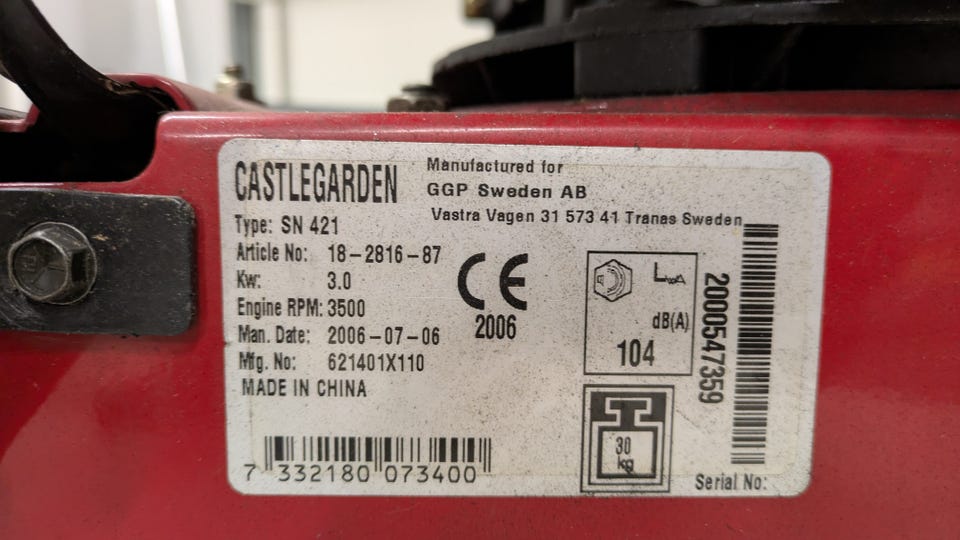 CASTLEGARDEN
Manufactured for
GGP Sweden AB
Vastra Vagen 31 573 41 Tranas Sweden
Type: SN 421
Article No: 18-2816-87
Kw: 3.0
Engine RPM: 3500
Man. Date: 2006-07-06
Mfg. No: 621401X110
MADE IN CHINA
CE
2006
LWA
dB(A)
104
30
kg
2000547359
Serial No:
7 332180 073400